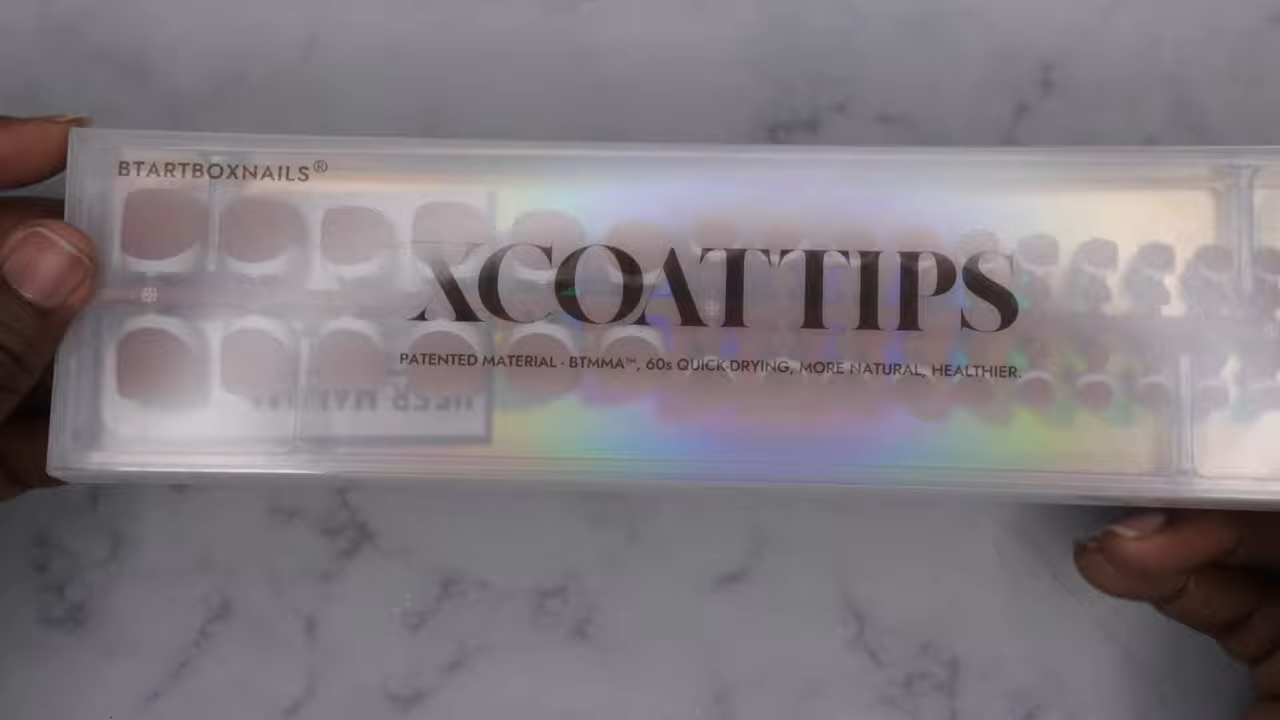 BTARTBOXNAILS®
XCOATTIPS
PATENTED MATERIAL · BTMMA™, 60s QUICK-DRYING, MORE NATURAL, HEALTHIER.